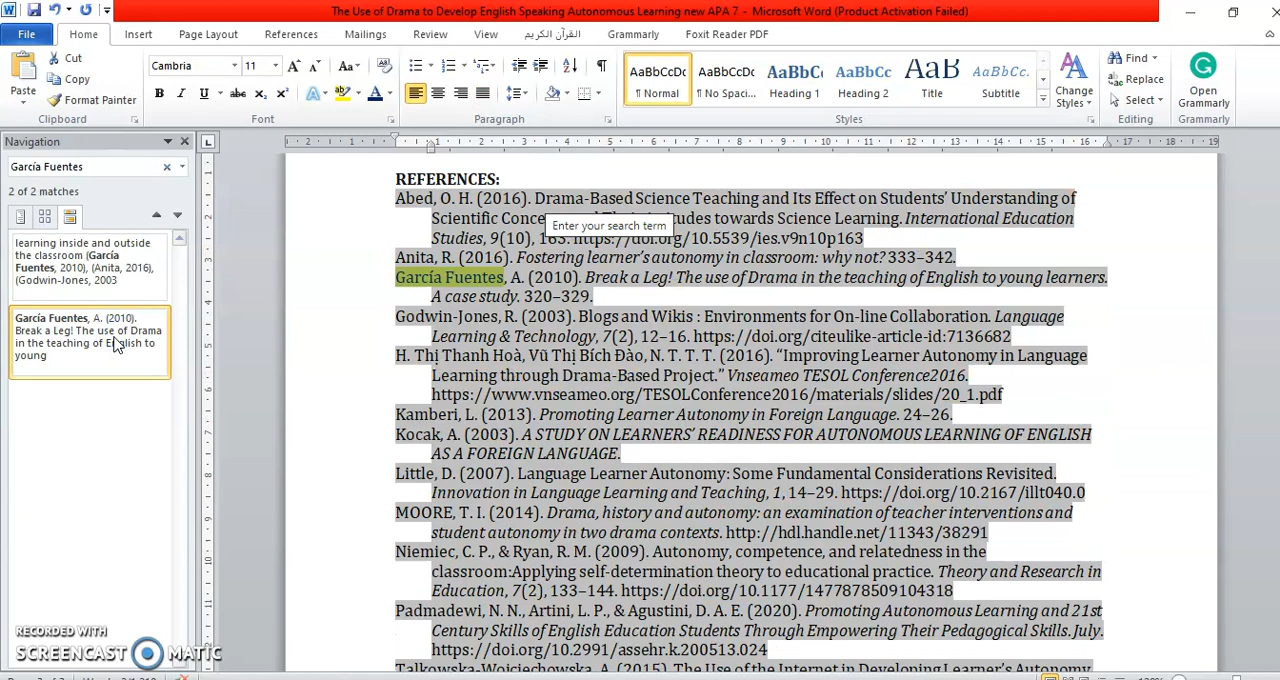 The Use of Drama to Develop English Speaking Autonomous Learning new APA 7 - Microsoft Word (Product Activation Failed)
File Home Insert Page Layout References Mailings Review View القرآن الكريم Grammarly Foxit Reader PDF
Cut
Copy
Format Painter
Paste
Clipboard
Cambria 11
Font
Paragraph
AaBbCcDc AaBbCcDc AaBbC AaBbCc AaB AaBbCc.
¶ Normal ¶ No Spaci... Heading 1 Heading 2 Title Subtitle
Styles
Change
Styles
Find
Replace
Select
Editing
Open
Grammarly
Grammarly
Navigation
García Fuentes
2 of 2 matches
learning inside and outside
the classroom (García
Fuentes, 2010), (Anita, 2016),
(Godwin-Jones, 2003
García Fuentes, A. (2010).
Break a Leg! The use of Drama
in the teaching of English to
young
REFERENCES:
Abed, O. H. (2016). Drama-Based Science Teaching and Its Effect on Students’ Understanding of
Scientific Conce
udes towards Science Learning. International Education
Enter your search term
Studies, 9(10), 163. https://doi.org/10.5539/ies.v9n10p163
Anita, R. (2016). Fostering learner’s autonomy in classroom: why not? 333–342.
García Fuentes, A. (2010). Break a Leg! The use of Drama in the teaching of English to young learners.
A case study. 320–329.
Godwin-Jones, R. (2003). Blogs and Wikis : Environments for On-line Collaboration. Language
Learning & Technology, 7(2), 12–16. https://doi.org/citeulike-article-id:7136682
H. Thị Thanh Hoà, Vũ Thị Bích Đào, N. T. T. T. (2016). “Improving Learner Autonomy in Language
Learning through Drama-Based Project.” Vnseameo TESOL Conference2016.
https://www.vnseameo.org/TESOLConference2016/materials/slides/20_1.pdf
Kamberi, L. (2013). Promoting Learner Autonomy in Foreign Language. 24–26.
Kocak, A. (2003). A STUDY ON LEARNERS’ READINESS FOR AUTONOMOUS LEARNING OF ENGLISH
AS A FOREIGN LANGUAGE.
Little, D. (2007). Language Learner Autonomy: Some Fundamental Considerations Revisited.
Innovation in Language Learning and Teaching, 1, 14–29. https://doi.org/10.2167/illt040.0
MOORE, T. I. (2014). Drama, history and autonomy: an examination of teacher interventions and
student autonomy in two drama contexts. http://hdl.handle.net/11343/38291
Niemiec, C. P., & Ryan, R. M. (2009). Autonomy, competence, and relatedness in the
classroom:Applying self-determination theory to educational practice. Theory and Research in
Education, 7(2), 133–144. https://doi.org/10.1177/1477878509104318
Padmadewi, N. N., Artini, L. P., & Agustini, D. A. E. (2020). Promoting Autonomous Learning and 21st
Century Skills of English Education Students Through Empowering Their Pedagogical Skills. July.
https://doi.org/10.2991/assehr.k.200513.024
Talkowska-Wojciechowska, A. (2015). The Use of the Internet in Developing Learner’s Autonomy
RECORDED WITH
SCREENCAST MATIC